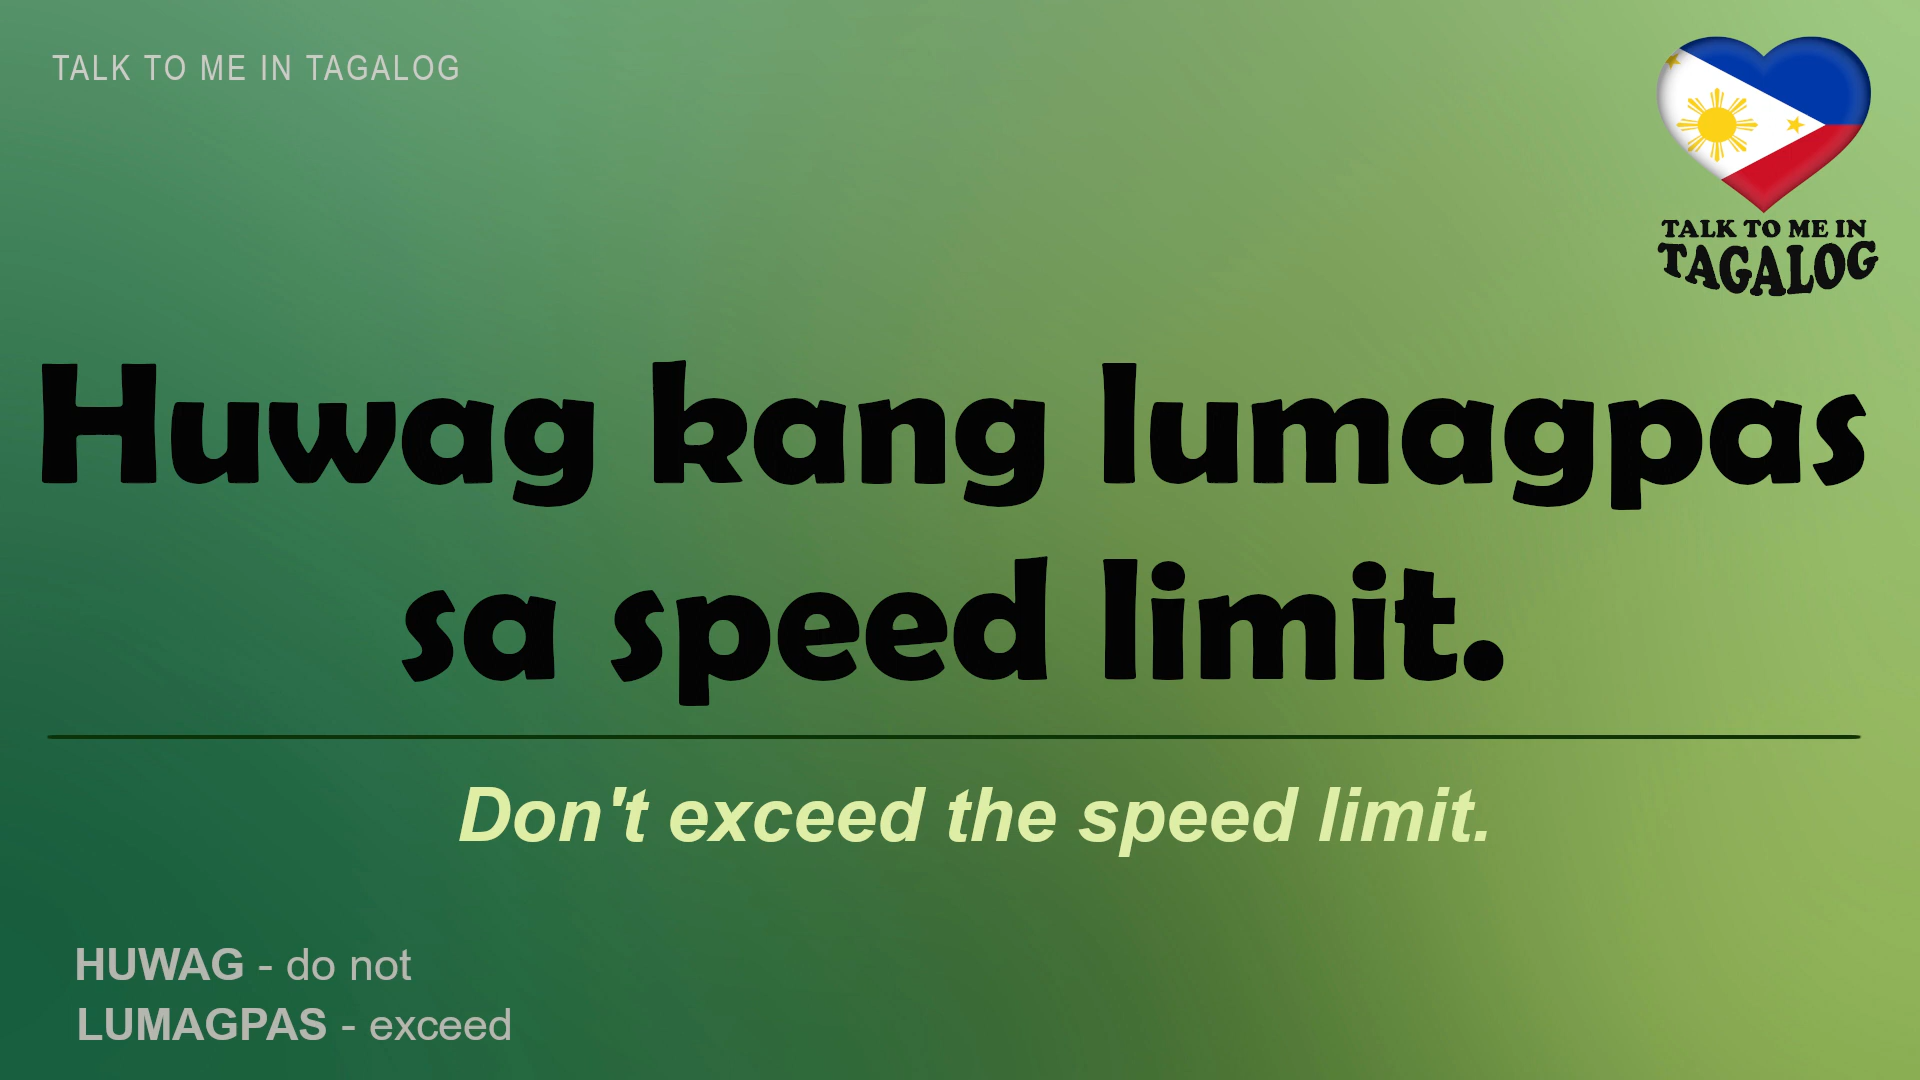 TALK TO ME IN TAGALOG
TALK TO ME IN
TAGALOG
Huwag kang lumagpas
sa speed limit.
Don't exceed the speed limit.
HUWAG - do not
LUMAGPAS - exceed